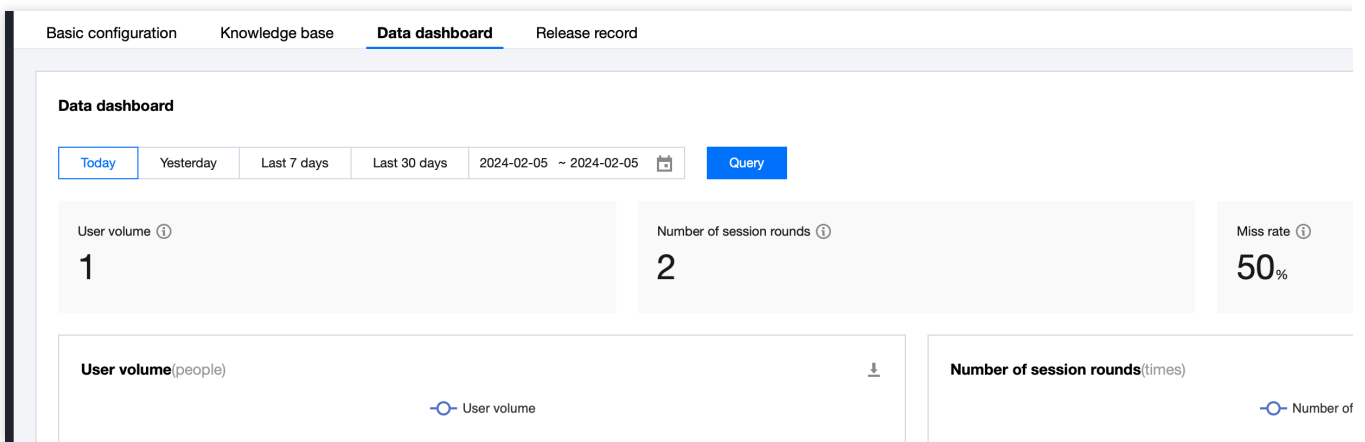 Basic configuration Knowledge base Data dashboard Release record
Data dashboard
Today Yesterday Last 7 days Last 30 days 2024-02-05 ~ 2024-02-05 Query
User volume Number of session rounds Miss rate
1 2 50%
User volume(people) Number of session rounds(times)
User volume Number of